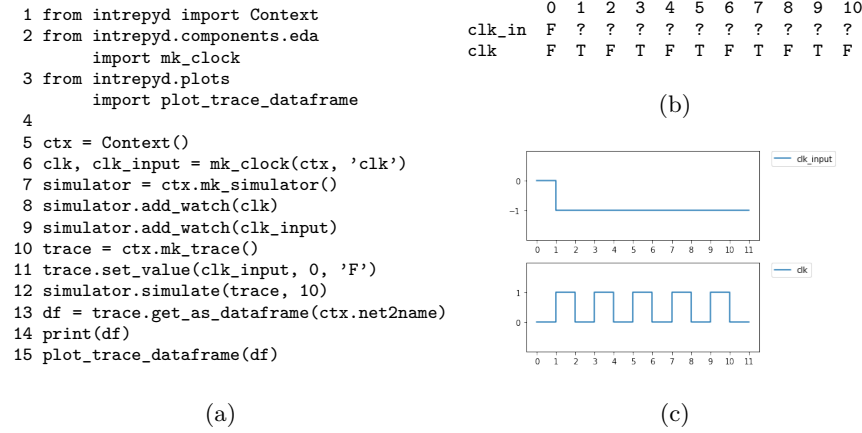 1 from intrepyd import Context
2 from intrepyd.components.eda
import mk_clock
3 from intrepyd.plots
import plot_trace_dataframe
4
5 ctx = Context()
6 clk, clk_input = mk_clock(ctx, ’clk’)
7 simulator = ctx.mk_simulator()
8 simulator.add_watch(clk)
9 simulator.add_watch(clk_input)
10 trace = ctx.mk_trace()
11 trace.set_value(clk_input, 0, ’F’)
12 simulator.simulate(trace, 10)
13 df = trace.get_as_dataframe(ctx.net2name)
14 print(df)
15 plot_trace_dataframe(df)
(a)
0 1 2 3 4 5 6 7 8 9 10
clk_in F ? ? ? ? ? ? ? ? ? ?
clk F T F T F T F T F T F
(b)
clk_input
0
−1
0 1 2 3 4 5 6 7 8 9 10 11
clk
1
0
0 1 2 3 4 5 6 7 8 9 10 11
(c)